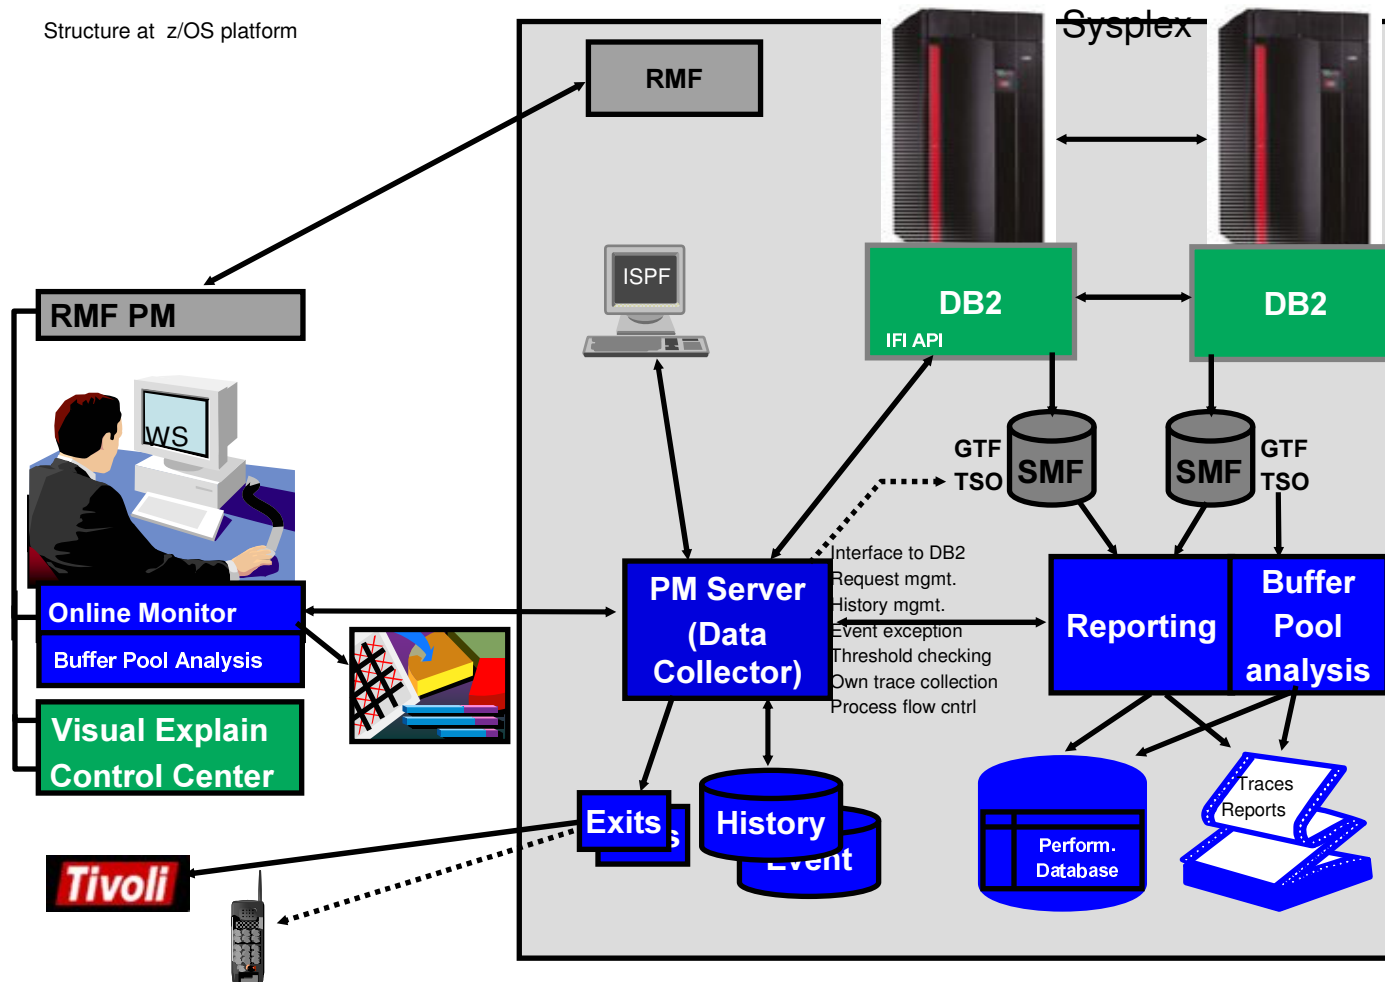 Structure at z/OS platform
Sysplex
RMF
ISPF
DB2
IFI API
DB2
RMF PM
WS
GTF
TSO
SMF
SMF
GTF
TSO
Interface to DB2
Request mgmt.
History mgmt.
Event exception
Threshold checking
Own trace collection
Process flow cntrl
PM Server
(Data
Collector)
Reporting
Buffer
Pool
analysis
Online Monitor
Buffer Pool Analysis
Visual Explain
Control Center
Exits
s
History
Event
Perform.
Database
Traces
Reports
Tivoli